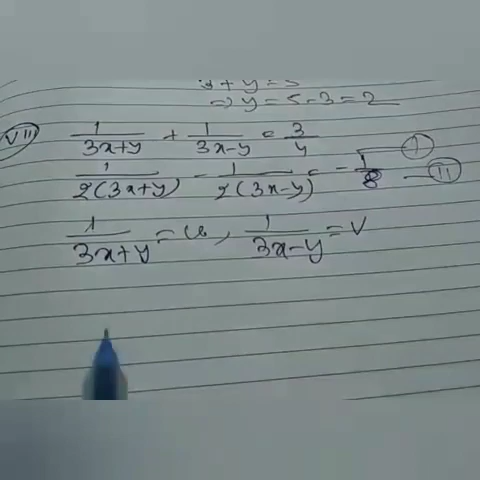 + y = 5
⇒ y = 5 - 3 = 2
VII) 1/(3x+y) + 1/(3x-y) = 3/4 — I
1/(2(3x+y)) - 1/(2(3x-y)) = -1/8 — II
1/(3x+y) = u, 1/(3x-y) = v